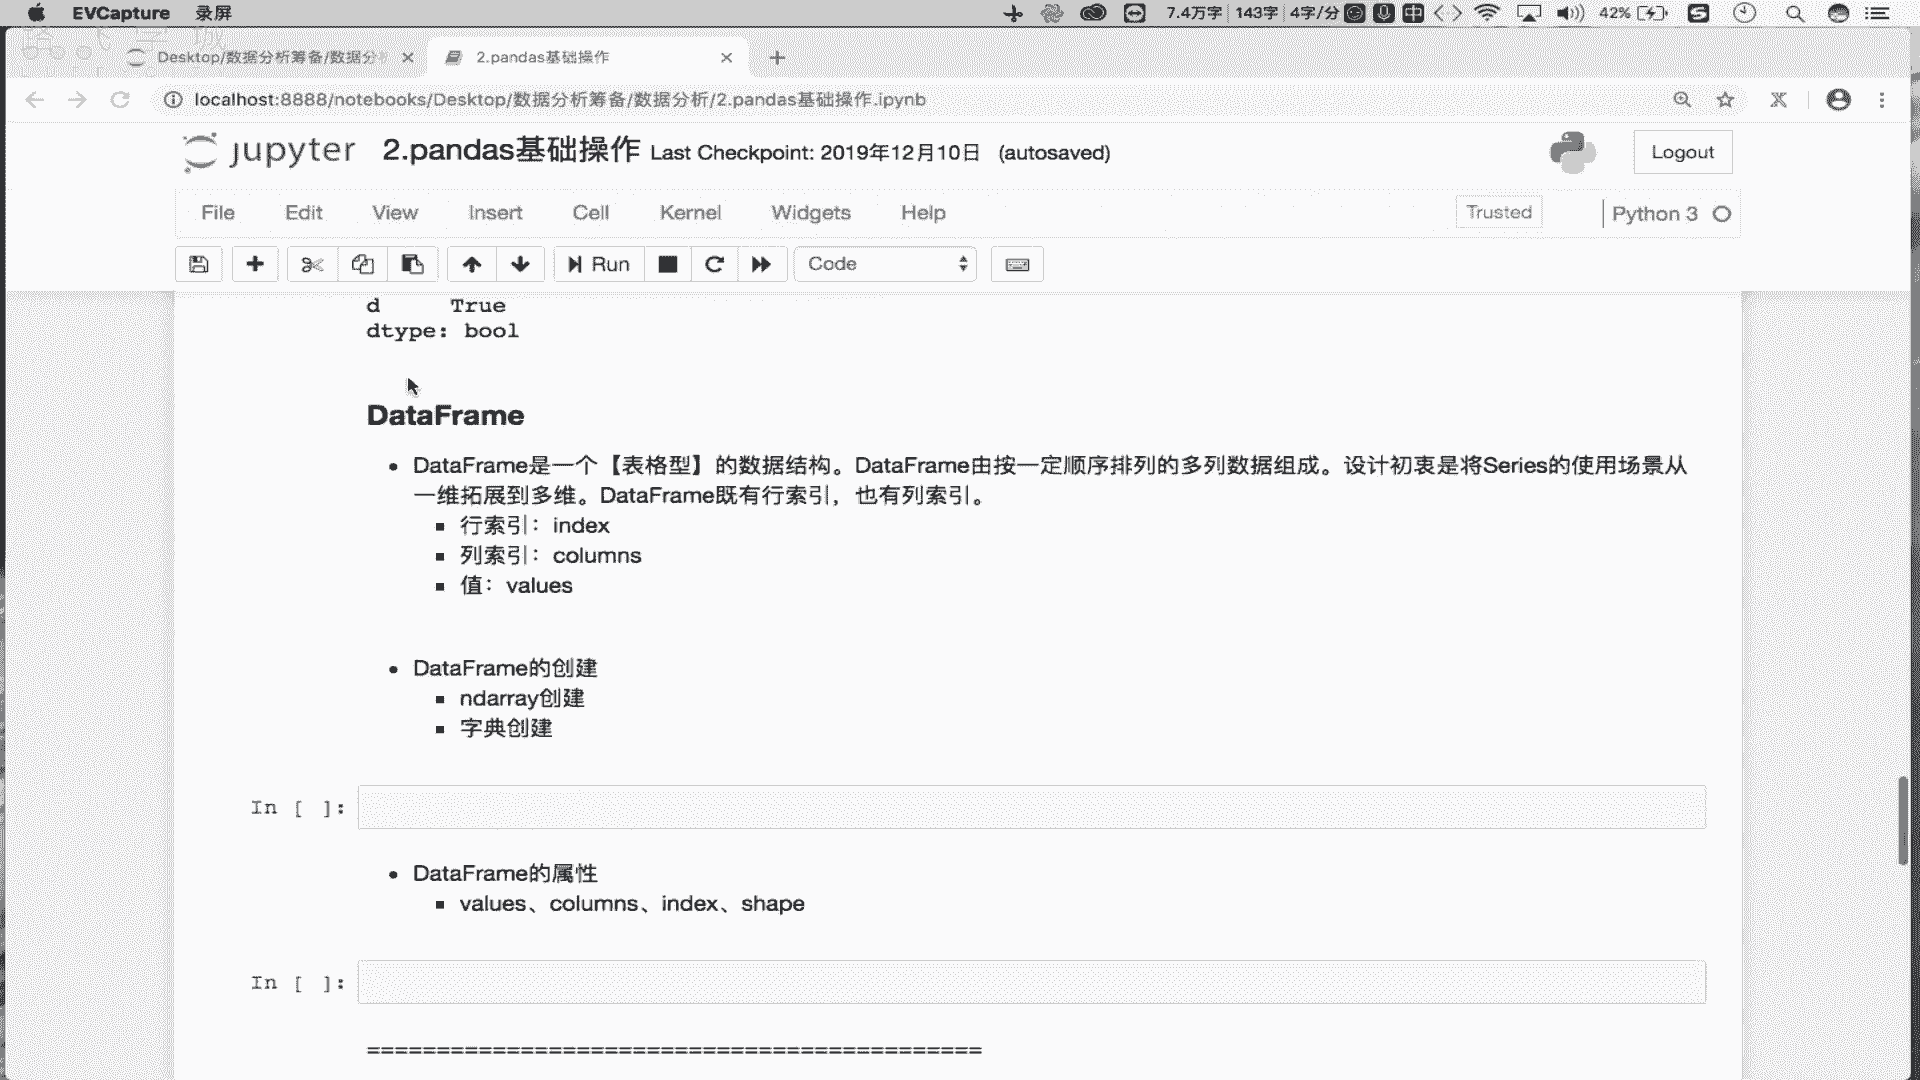 EVCapture 录屏 7.4万字 143字 4字/分 中 42%
Desktop/数据分析筹备/数据分析 2.pandas基础操作
localhost:8888/notebooks/Desktop/数据分析筹备/数据分析/2.pandas基础操作.ipynb
jupyter 2.pandas基础操作 Last Checkpoint: 2019年12月10日 (autosaved) Logout
File Edit View Insert Cell Kernel Widgets Help Trusted Python 3
Run Code
d True
dtype: bool
DataFrame
DataFrame是一个【表格型】的数据结构。DataFrame由按一定顺序排列的多列数据组成。设计初衷是将Series的使用场景从
一维拓展到多维。DataFrame既有行索引，也有列索引。
行索引：index
列索引：columns
值：values
DataFrame的创建
ndarray创建
字典创建
In [ ]:
DataFrame的属性
values、columns、index、shape
In [ ]:
============================================